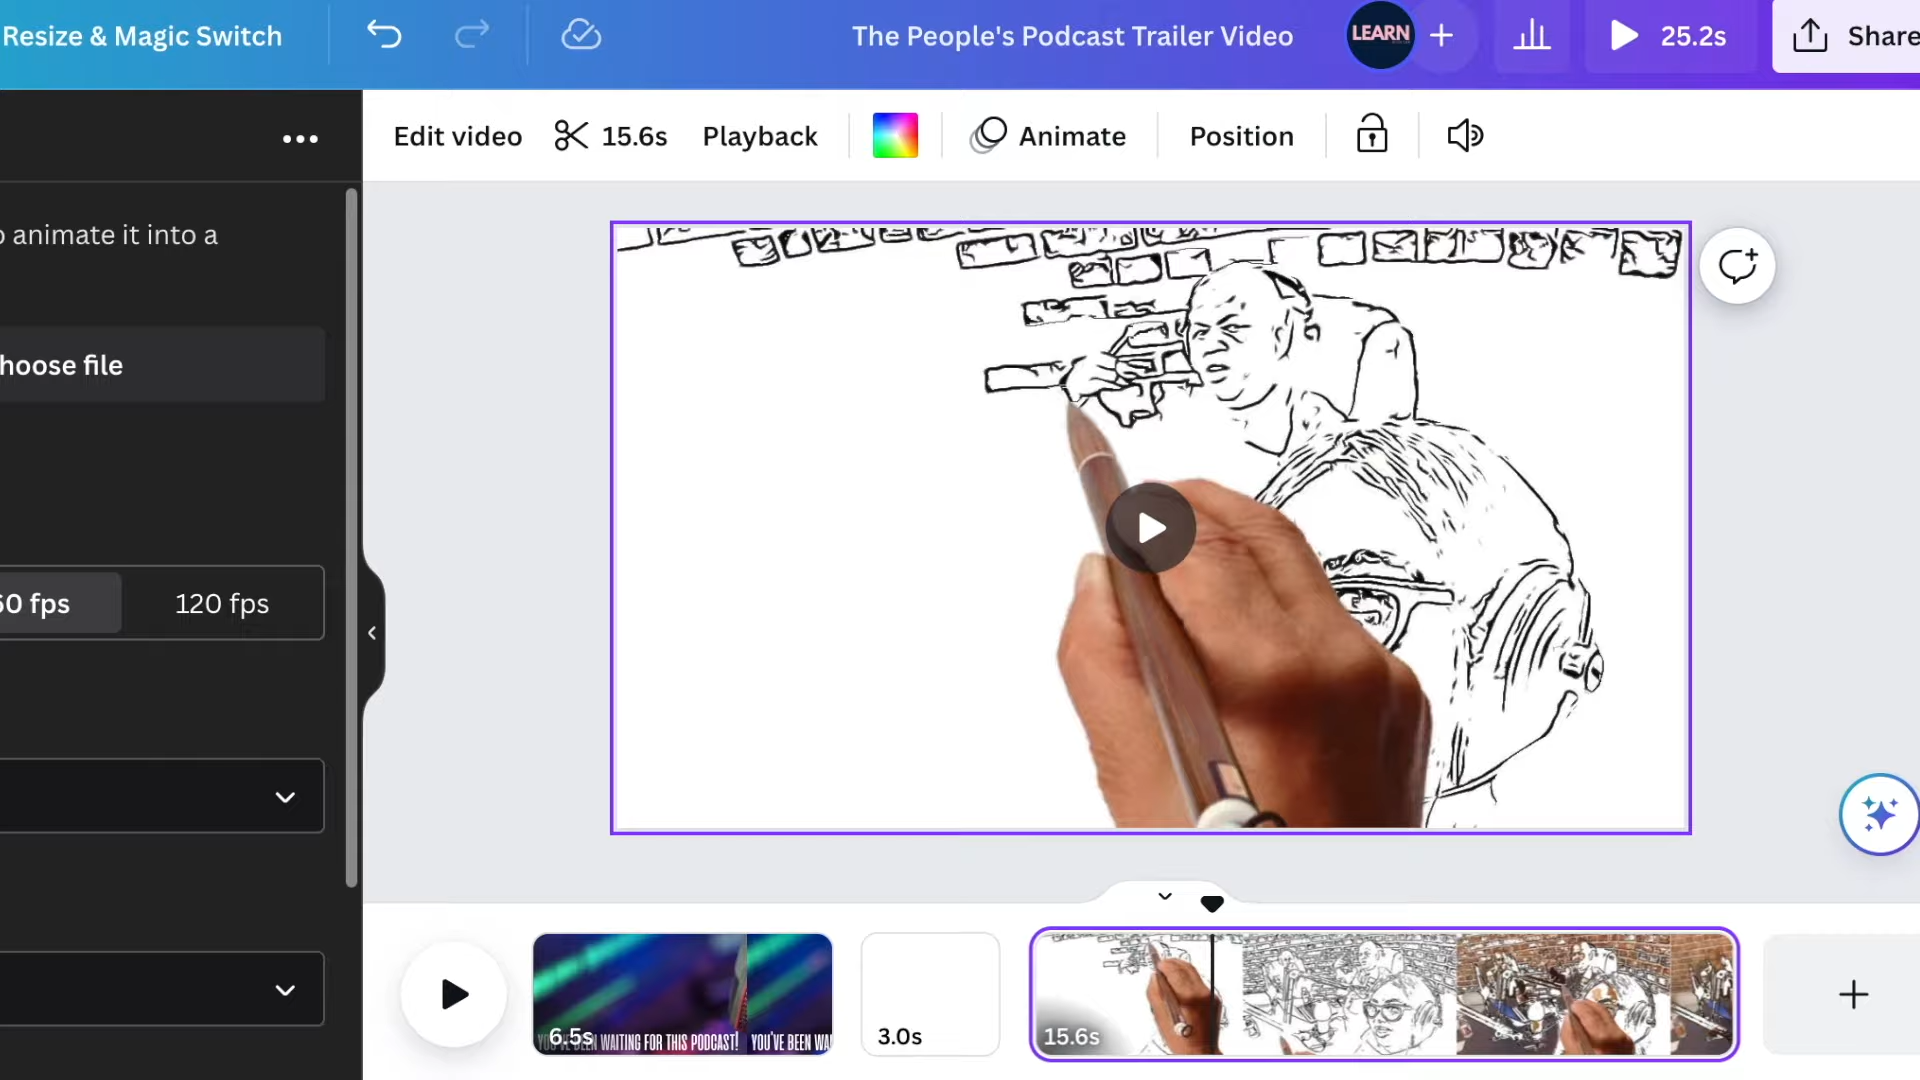 Resize & Magic Switch
The People's Podcast Trailer Video
LEARN
25.2s
Share
Edit video
15.6s
Playback
Animate
Position
animate it into a
hoose file
0 fps
120 fps
6.5s
WAITING FOR THIS PODCAST! YOU'VE BEEN WAI
3.0s
15.6s